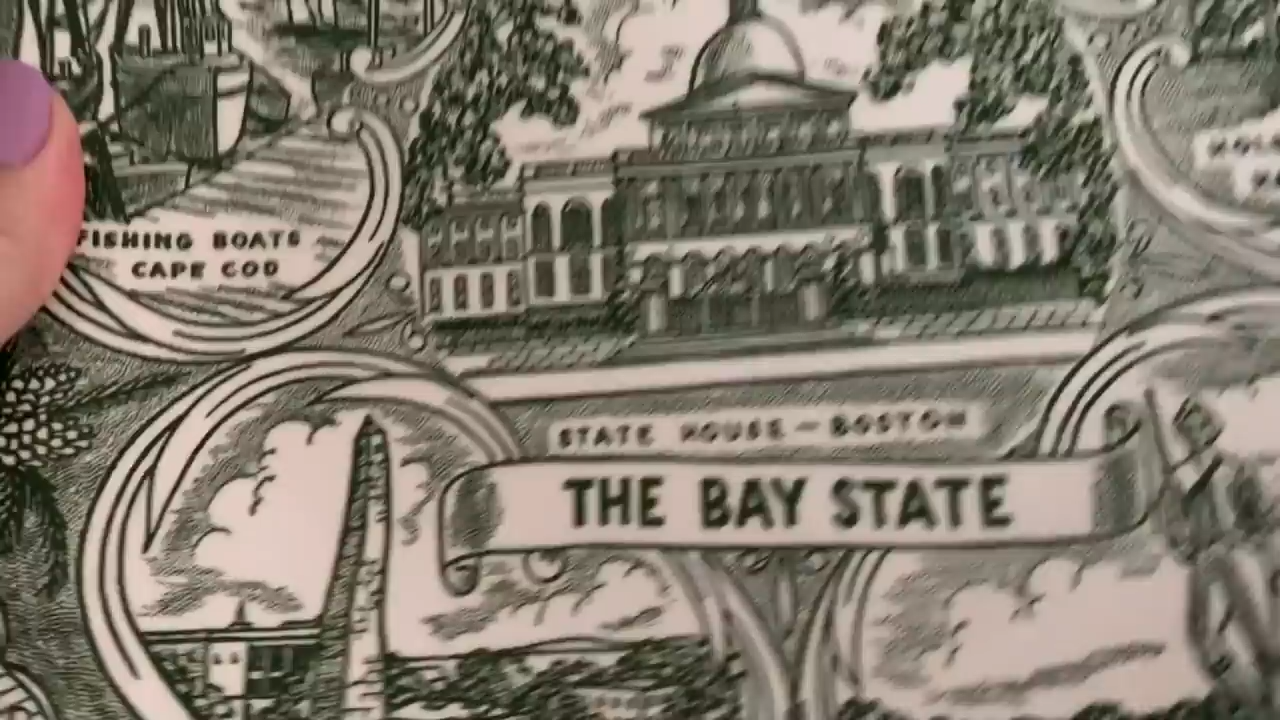 FISHING BOATS
CAPE COD
STATE HOUSE - BOSTON
THE BAY STATE